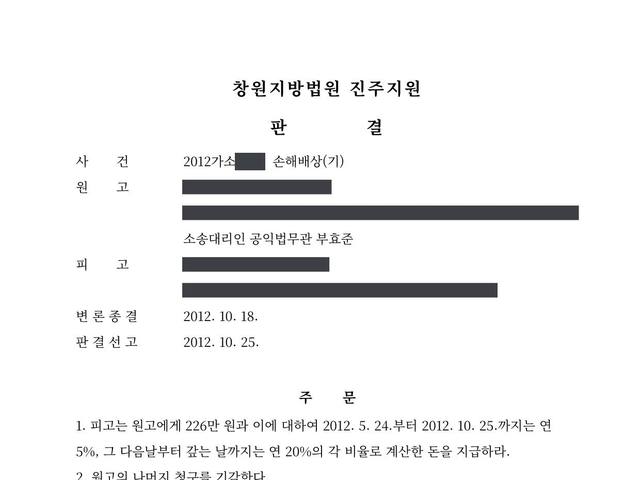 창원지방법원 진주지원
판 결
사 건 2012가소 손해배상(기)
원 고
소송대리인 공익법무관 부효준
피 고
변 론 종 결 2012. 10. 18.
판 결 선 고 2012. 10. 25.
주 문
1. 피고는 원고에게 226만 원과 이에 대하여 2012. 5. 24.부터 2012. 10. 25.까지는 연
5%, 그 다음날부터 갚는 날까지는 연 20%의 각 비율로 계산한 돈을 지급하라.
2. 원고의 나머지 청구를 기각한다.